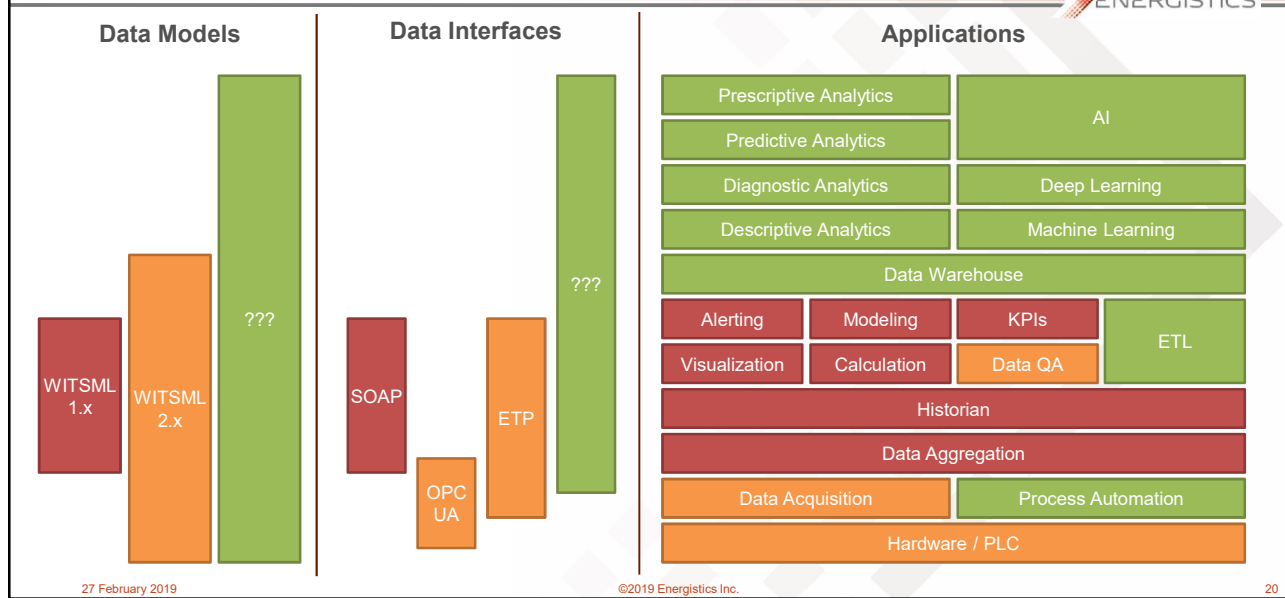 ENERGISTICS
Data Models
Data Interfaces
Applications
WITSML
1.x
WITSML
2.x
???
SOAP
OPC
UA
ETP
???
Prescriptive Analytics
AI
Predictive Analytics
Diagnostic Analytics
Deep Learning
Descriptive Analytics
Machine Learning
Data Warehouse
Alerting
Modeling
KPIs
ETL
Visualization
Calculation
Data QA
Historian
Data Aggregation
Data Acquisition
Process Automation
Hardware / PLC
27 February 2019
©2019 Energistics Inc.
20